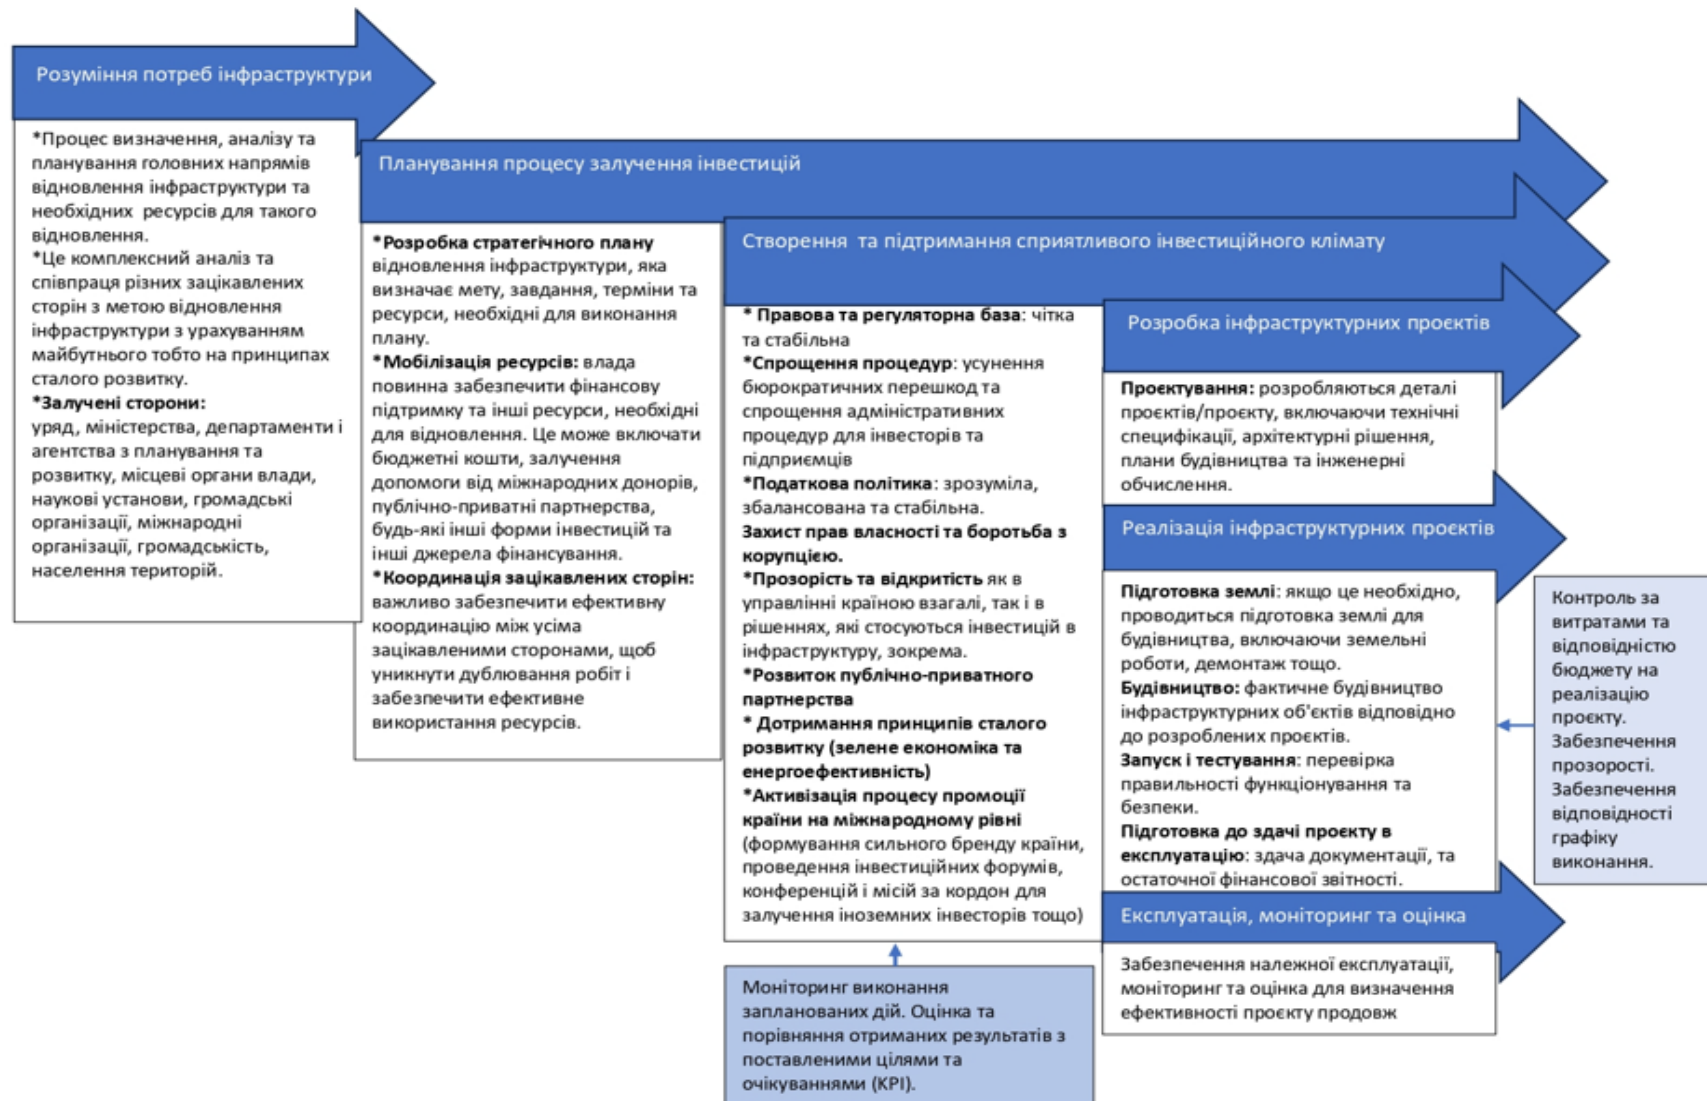 Розуміння потреб інфраструктури
*Процес визначення, аналізу та
планування головних напрямів
відновлення інфраструктури та
необхідних ресурсів для такого
відновлення.
*Це комплексний аналіз та
співпраця різних зацікавлених
сторін з метою відновлення
інфраструктури з урахуванням
майбутнього тобто на принципах
сталого розвитку.
*Залучені сторони:
уряд, міністерства, департаменти і
агентства з планування та
розвитку, місцеві органи влади,
наукові установи, громадські
організації, міжнародні
організації, громадськість,
населення територій.
Планування процесу залучення інвестицій
*Розробка стратегічного плану
відновлення інфраструктури, яка
визначає мету, завдання, терміни та
ресурси, необхідні для виконання
плану.
*Мобілізація ресурсів: влада
повинна забезпечити фінансову
підтримку та інші ресурси, необхідні
для відновлення. Це може включати
бюджетні кошти, залучення
допомоги від міжнародних донорів,
публічно-приватні партнерства,
будь-які інші форми інвестицій та
інші джерела фінансування.
*Координація зацікавлених сторін:
важливо забезпечити ефективну
координацію між усіма
зацікавленими сторонами, щоб
уникнути дублювання робіт і
забезпечити ефективне
використання ресурсів.
Створення та підтримання сприятливого інвестиційного клімату
* Правова та регуляторна база: чітка
та стабільна
*Спрощення процедур: усунення
бюрократичних перешкод та
спрощення адміністративних
процедур для інвесторів та
підприємців
*Податкова політика: зрозуміла,
збалансована та стабільна.
Захист прав власності та боротьба з
корупцією.
*Прозорість та відкритість як в
управлінні країною взагалі, так і в
рішеннях, які стосуються інвестицій в
інфраструктуру, зокрема.
*Розвиток публічно-приватного
партнерства
* Дотримання принципів сталого
розвитку (зелене економіка та
енергоефективність)
*Активізація процесу промоції
країни на міжнародному рівні
(формування сильного бренду країни,
проведення інвестиційних форумів,
конференцій і місій за кордон для
залучення іноземних інвесторів тощо)
Моніторинг виконання
запланованих дій. Оцінка та
порівняння отриманих результатів з
поставленими цілями та
очікуваннями (KPI).
Розробка інфраструктурних проєктів
Проєктування: розробляються деталі
проєктів/проєкту, включаючи технічні
специфікації, архітектурні рішення,
плани будівництва та інженерні
обчислення.
Реалізація інфраструктурних проєктів
Підготовка землі: якщо це необхідно,
проводиться підготовка землі для
будівництва, включаючи земельні
роботи, демонтаж тощо.
Будівництво: фактичне будівництво
інфраструктурних об'єктів відповідно
до розроблених проєктів.
Запуск і тестування: перевірка
правильності функціонування та
безпеки.
Підготовка до здачі проєкту в
експлуатацію: здача документації, та
остаточної фінансової звітності.
Експлуатація, моніторинг та оцінка
Забезпечення належної експлуатації,
моніторинг та оцінка для визначення
ефективності проєкту продовж
Контроль за
витратами та
відповідністю
бюджету на
реалізацію
проєкту.
Забезпечення
прозорості.
Забезпечення
відповідності
графіку
виконання.